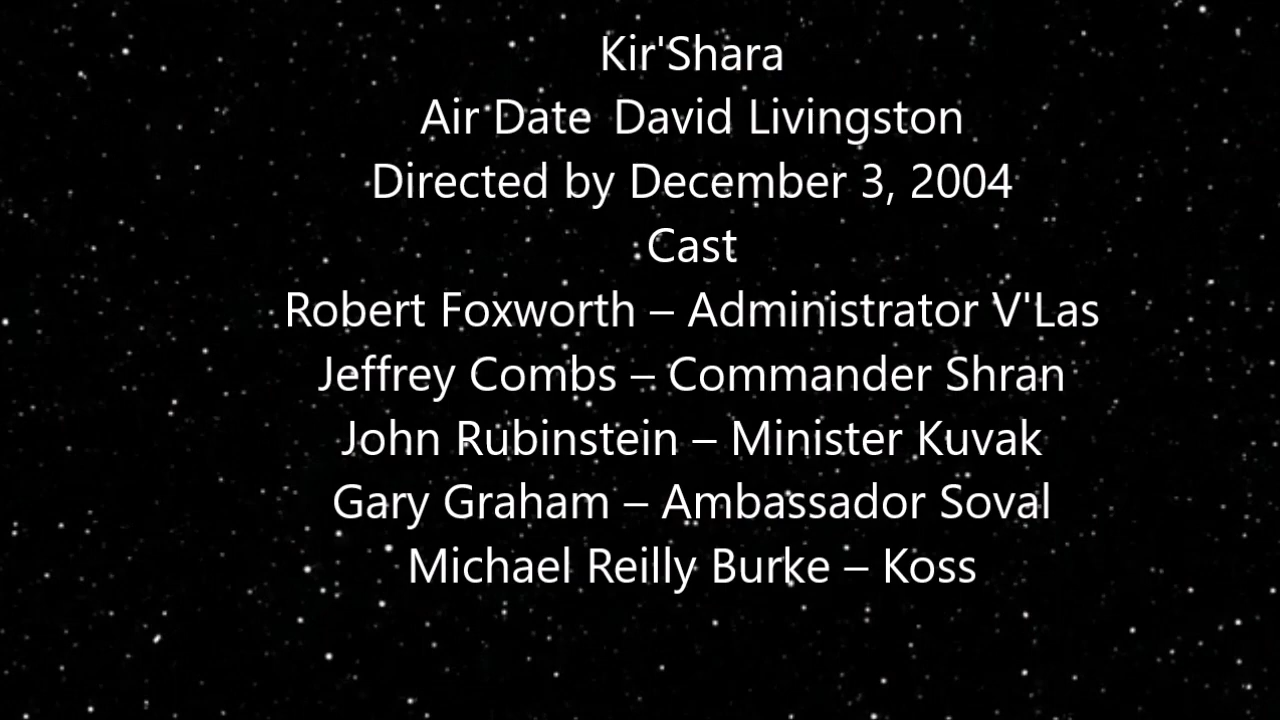 Kir'Shara
Air Date David Livingston
Directed by December 3, 2004
Cast
Robert Foxworth – Administrator V'Las
Jeffrey Combs – Commander Shran
John Rubinstein – Minister Kuvak
Gary Graham – Ambassador Soval
Michael Reilly Burke – Koss